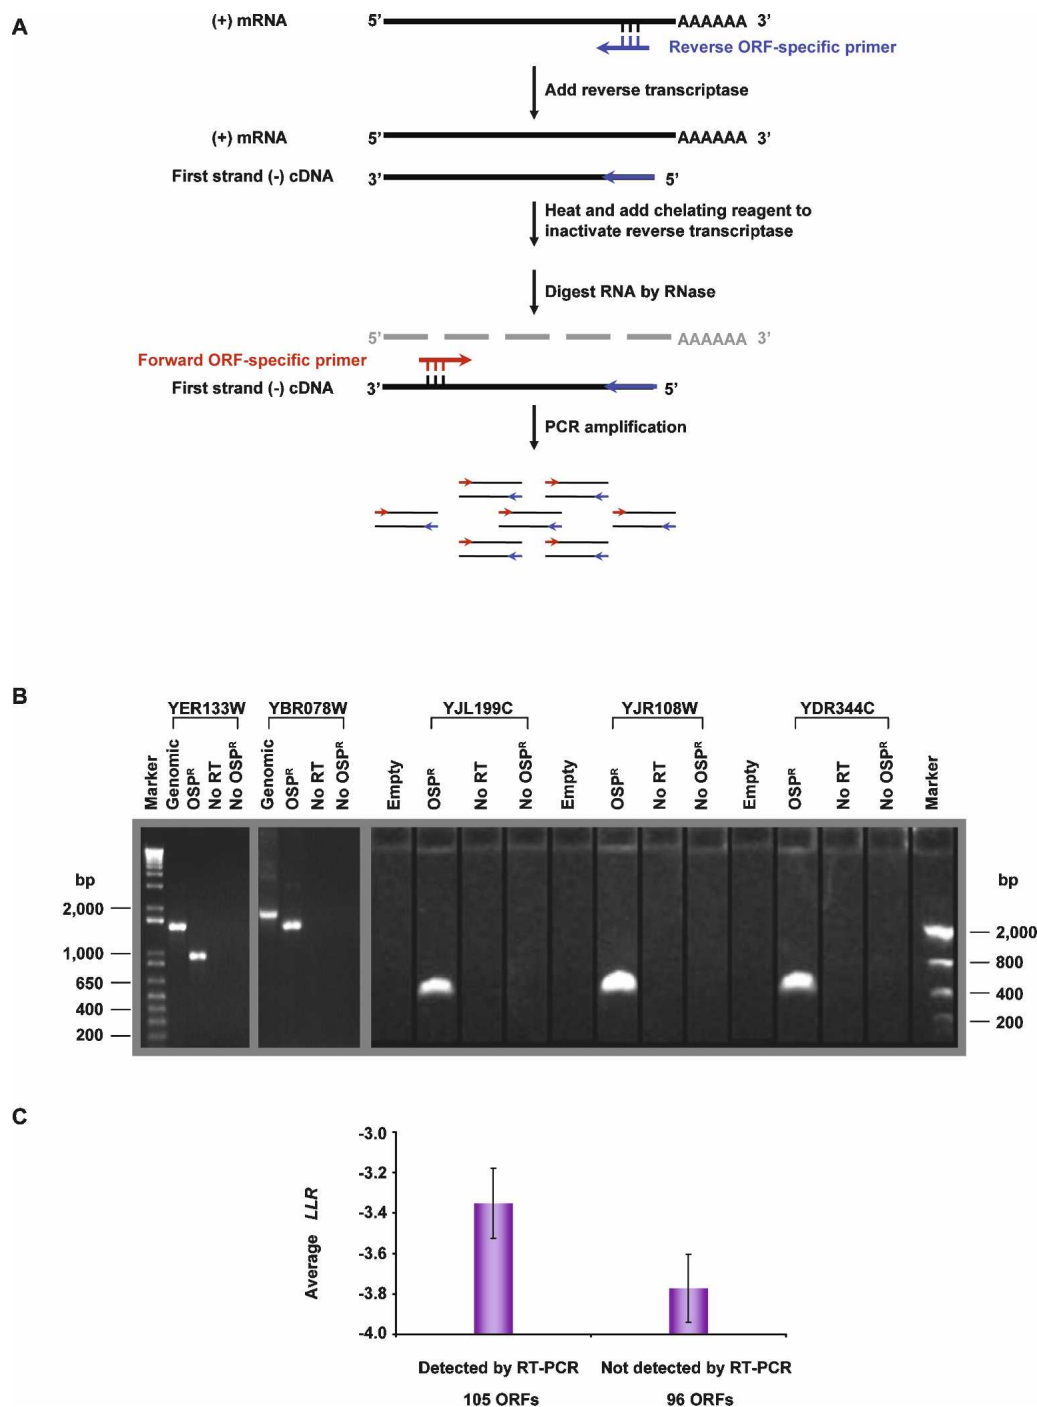 A
(+) mRNA 5’ AAAAAA 3’
Reverse ORF-specific primer
Add reverse transcriptase
(+) mRNA 5’ AAAAAA 3’
First strand (-) cDNA 3’ 5’
Heat and add chelating reagent to
inactivate reverse transcriptase
Digest RNA by RNase
5’ AAAAAA 3’
Forward ORF-specific primer
First strand (-) cDNA 3’ 5’
PCR amplification
B
YER133W YBR078W YJL199C YJR108W YDR344C
Marker Genomic OSPR No RT No OSPR Genomic OSPR No RT No OSPR Empty OSPR No RT No OSPR Empty OSPR No RT No OSPR Empty OSPR No RT No OSPR Marker
bp bp
2,000
1,000
650
400
200
2,000
800
400
200
C
Average LLR
-3.0
-3.2
-3.4
-3.6
-3.8
-4.0
Detected by RT-PCR Not detected by RT-PCR
105 ORFs 96 ORFs